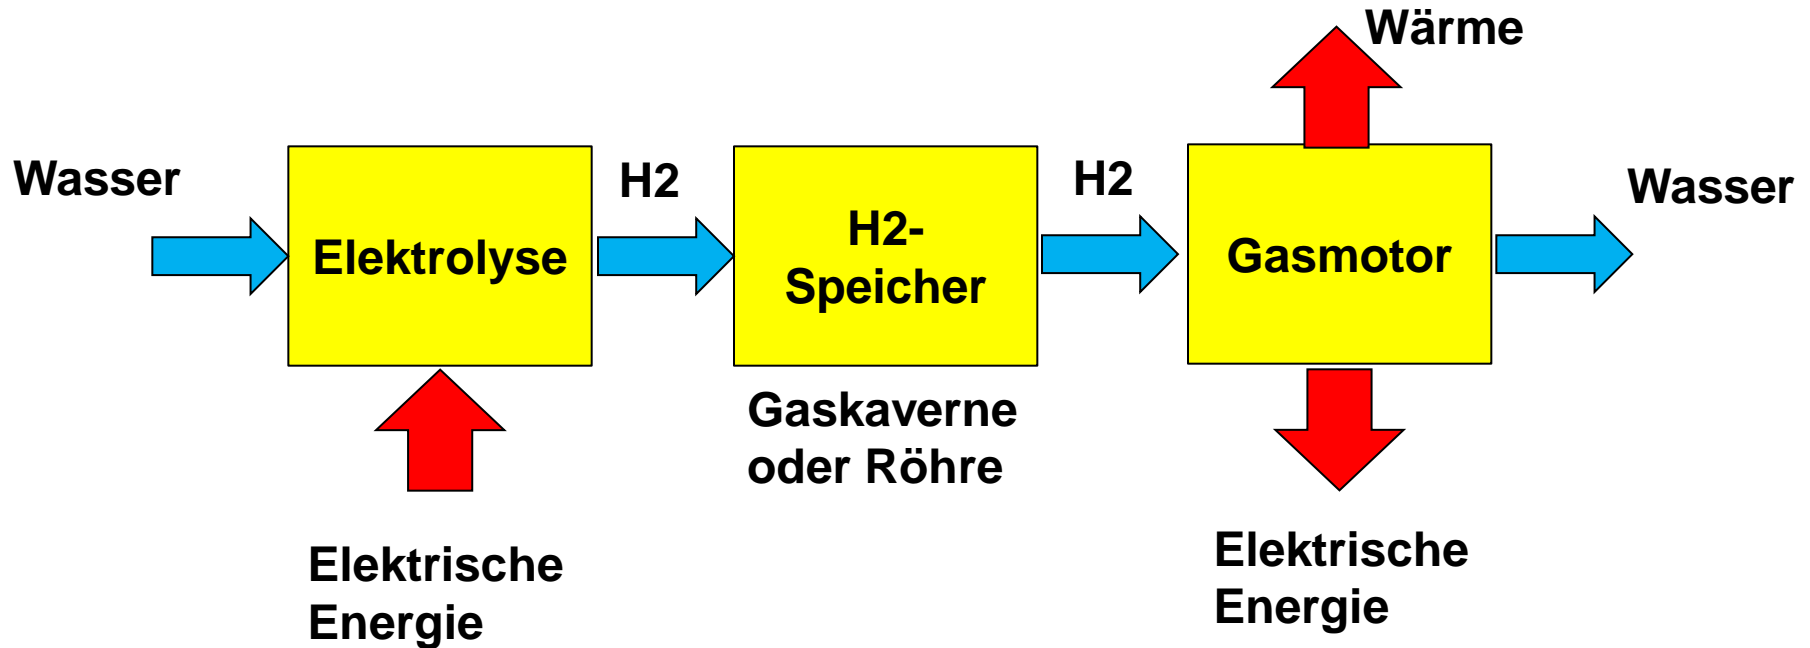 Wärme
Wasser
H2
H2
Wasser
Elektrolyse
H2-
Speicher
Gasmotor
Gaskaverne
oder Röhre
Elektrische
Energie
Elektrische
Energie